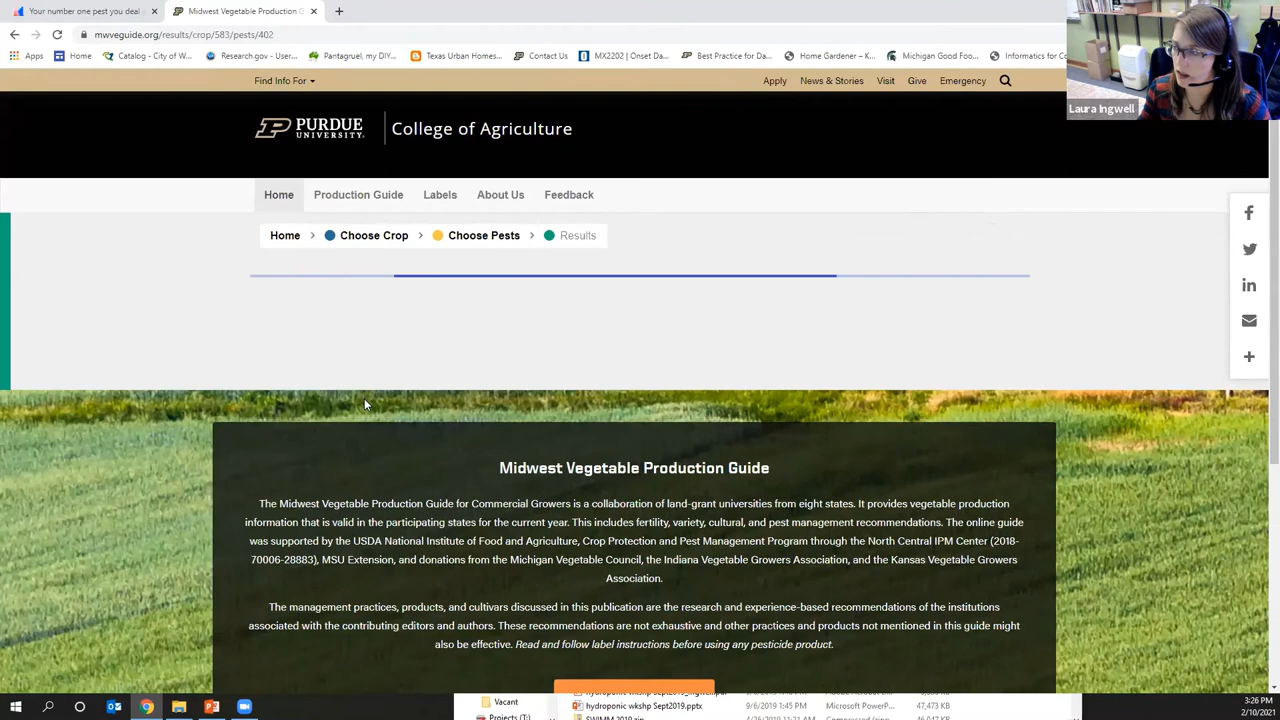 Your number one pest you deal
Midwest Vegetable Production G
mwveguide.org/results/crop/583/pests/402
Apps
Home
Catalog - City of W...
Research.gov - User...
Pantagruel, my DIY...
Texas Urban Homes...
Contact Us
MX2202 | Onset Da...
Best Practice for Da...
Home Gardener – K...
Michigan Good Foo...
Informatics for Co
Find Info For
Apply
News & Stories
Visit
Give
Emergency
Laura Ingwell
PURDUE
UNIVERSITY
College of Agriculture
Home
Production Guide
Labels
About Us
Feedback
Home > Choose Crop > Choose Pests > Results
Midwest Vegetable Production Guide
The Midwest Vegetable Production Guide for Commercial Growers is a collaboration of land-grant universities from eight states. It provides vegetable production
information that is valid in the participating states for the current year. This includes fertility, variety, cultural, and pest management recommendations. The online guide
was supported by the USDA National Institute of Food and Agriculture, Crop Protection and Pest Management Program through the North Central IPM Center (2018-
70006-28883), MSU Extension, and donations from the Michigan Vegetable Council, the Indiana Vegetable Growers Association, and the Kansas Vegetable Growers
Association.
The management practices, products, and cultivars discussed in this publication are the research and experience-based recommendations of the institutions
associated with the contributing editors and authors. These recommendations are not exhaustive and other practices and products not mentioned in this guide might
also be effective. Read and follow label instructions before using any pesticide product.
Vacant
Projects (T:)
hydroponic wkshp Sept2019.pptx
9/6/2019 1:45 PM
Microsoft PowerP...
47,473 KB
3:26 PM
2/10/2021